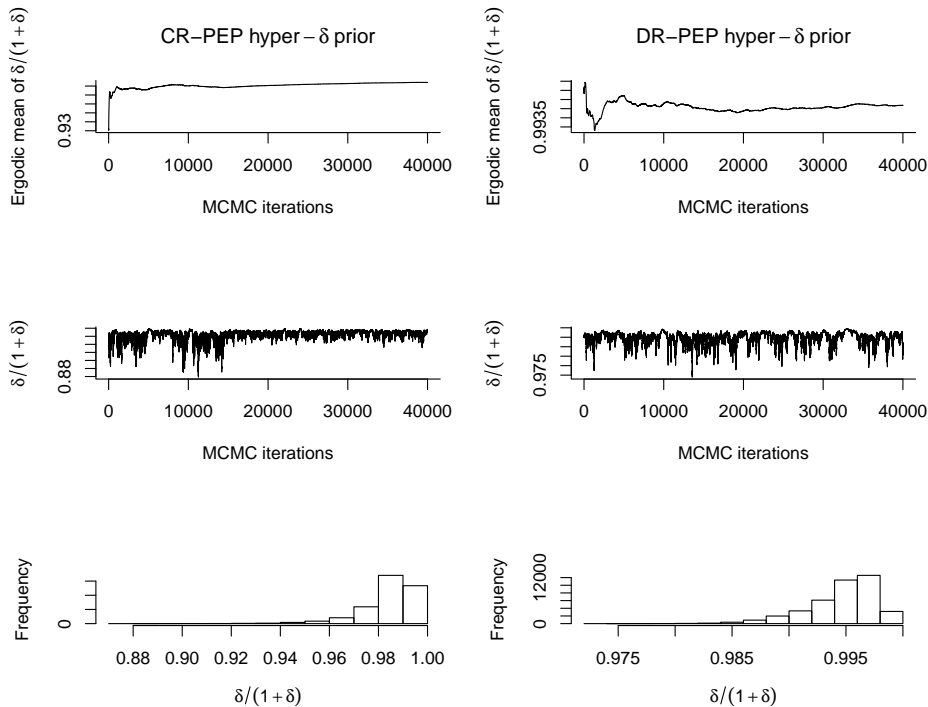 CR−PEP hyper − δ prior
Ergodic mean of δ/(1 + δ)
0.93
0 10000 20000 30000 40000
MCMC iterations
DR−PEP hyper − δ prior
Ergodic mean of δ/(1 + δ)
0.9935
0 10000 20000 30000 40000
MCMC iterations
δ/(1 + δ)
0.88
0 10000 20000 30000 40000
MCMC iterations
δ/(1 + δ)
0.975
0 10000 20000 30000 40000
MCMC iterations
Frequency
0
0.88 0.90 0.92 0.94 0.96 0.98 1.00
δ/(1 + δ)
Frequency
0 12000
0.975 0.985 0.995
δ/(1 + δ)